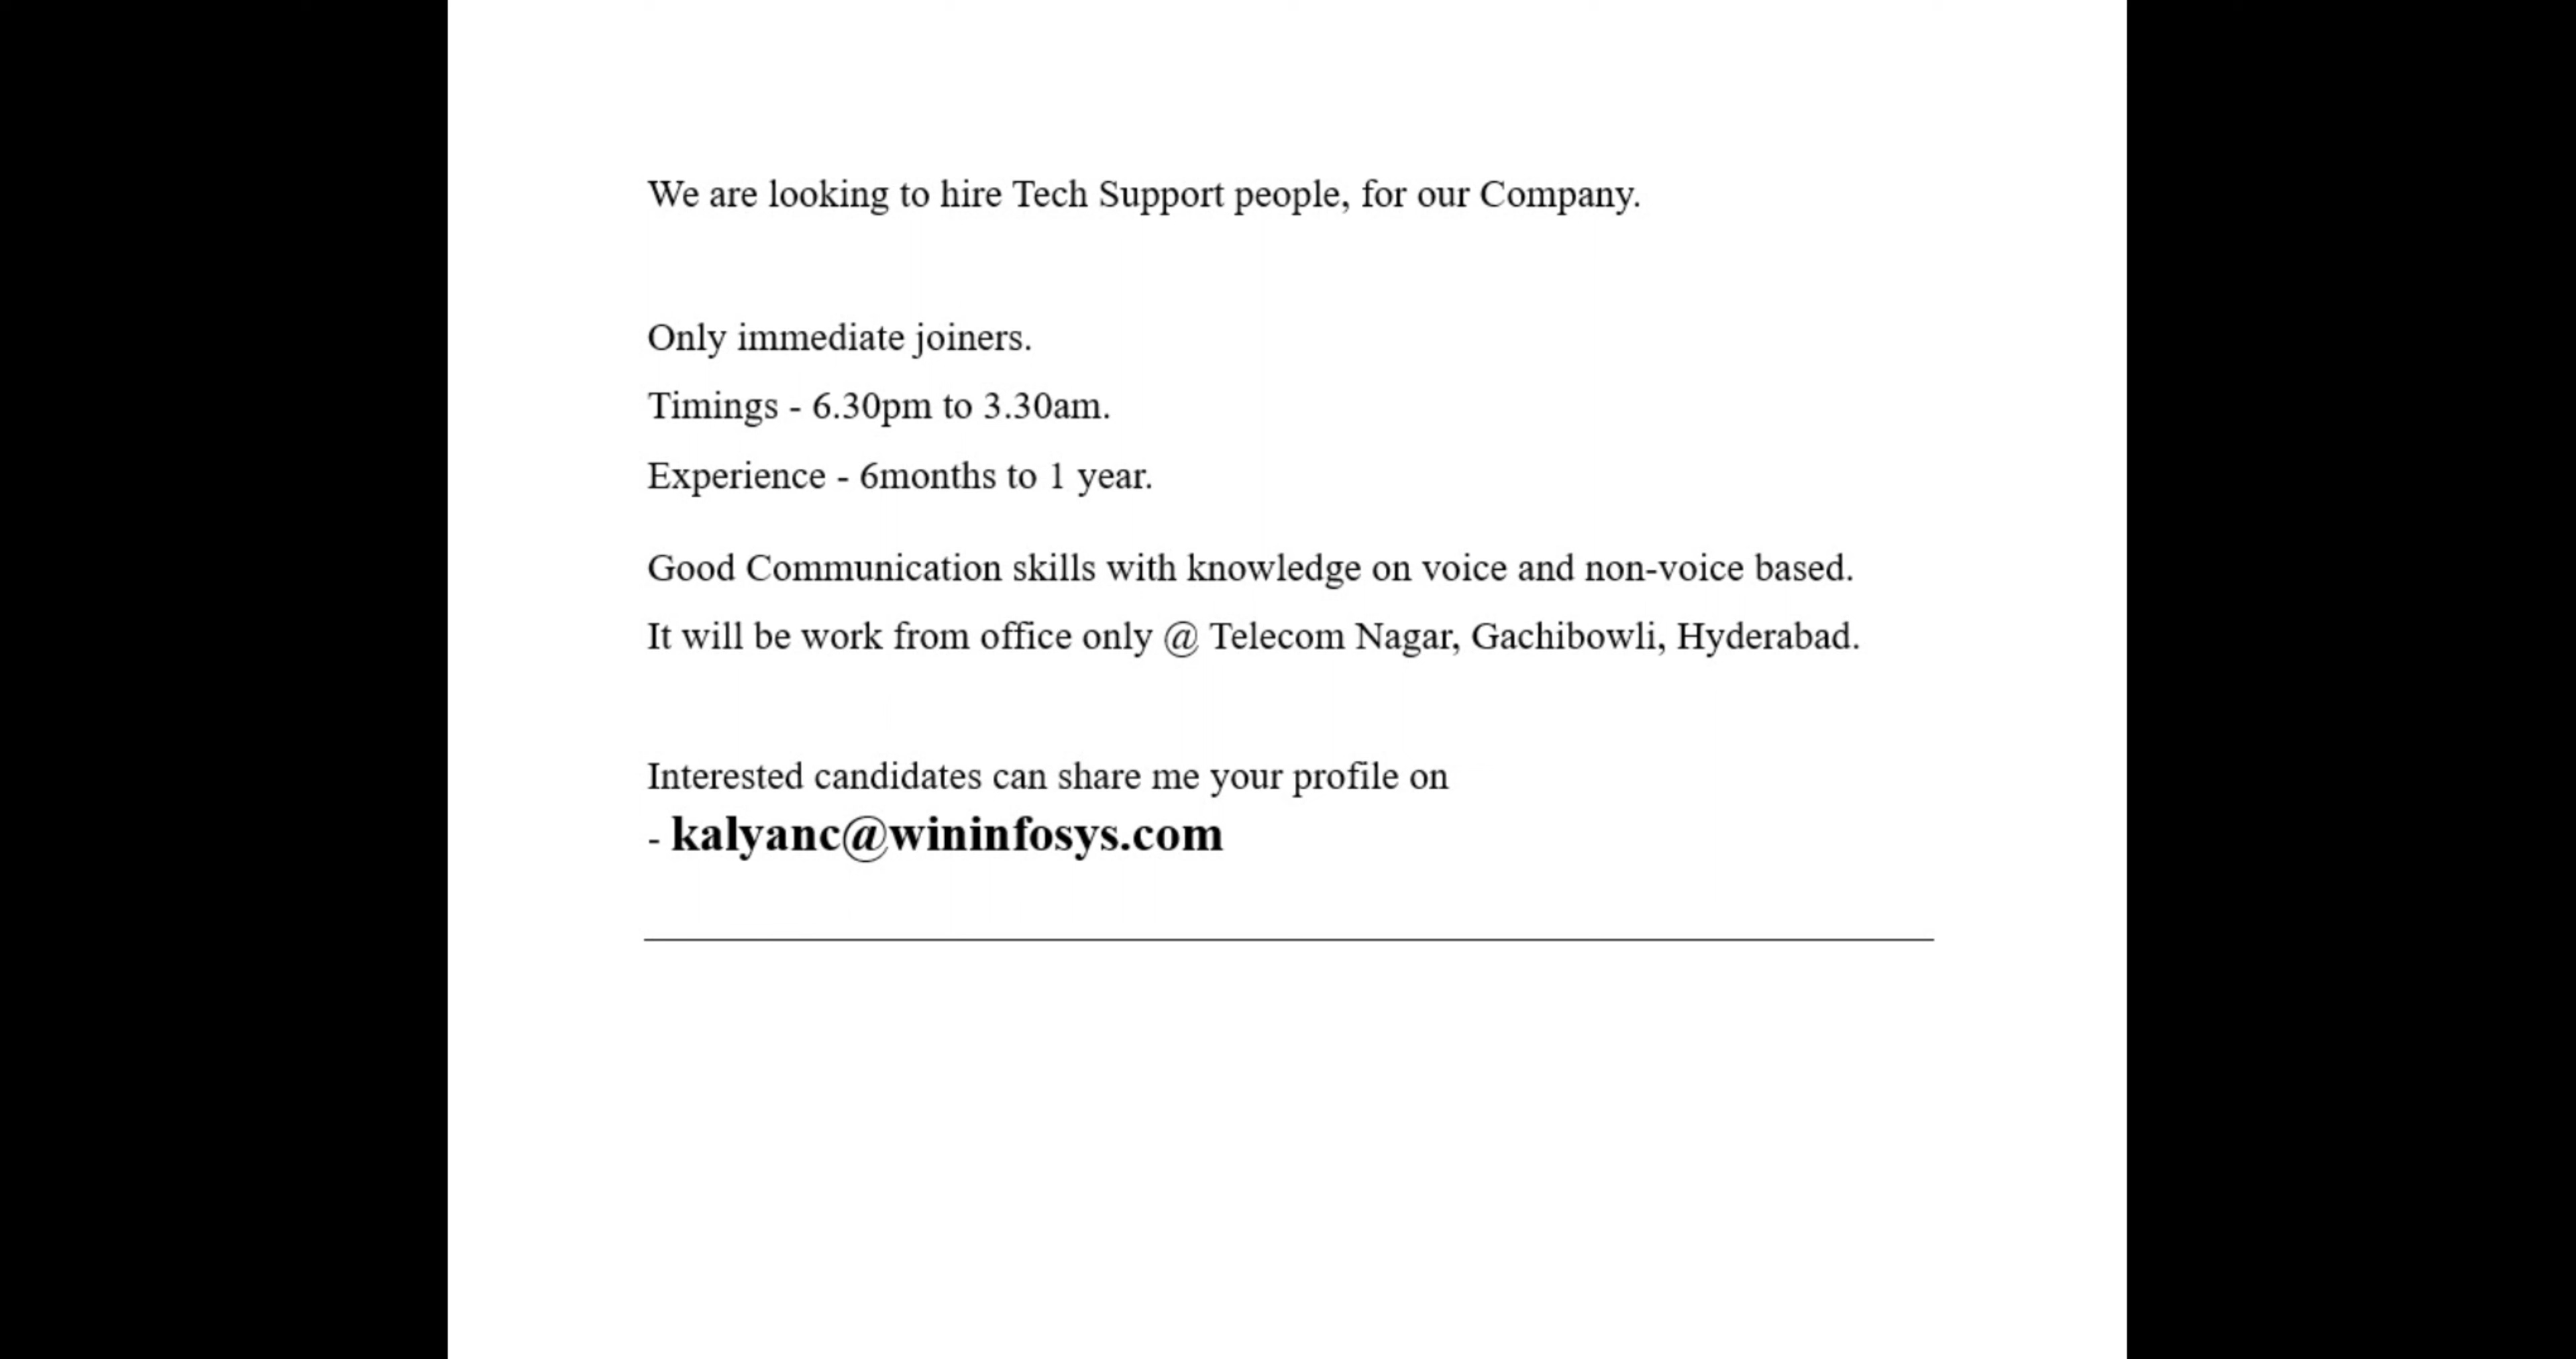 We are looking to hire Tech Support people, for our Company.
Only immediate joiners.
Timings - 6.30pm to 3.30am.
Experience - 6months to 1 year.
Good Communication skills with knowledge on voice and non-voice based.
It will be work from office only @ Telecom Nagar, Gachibowli, Hyderabad.
Interested candidates can share me your profile on
- kalyanc@wininfosys.com